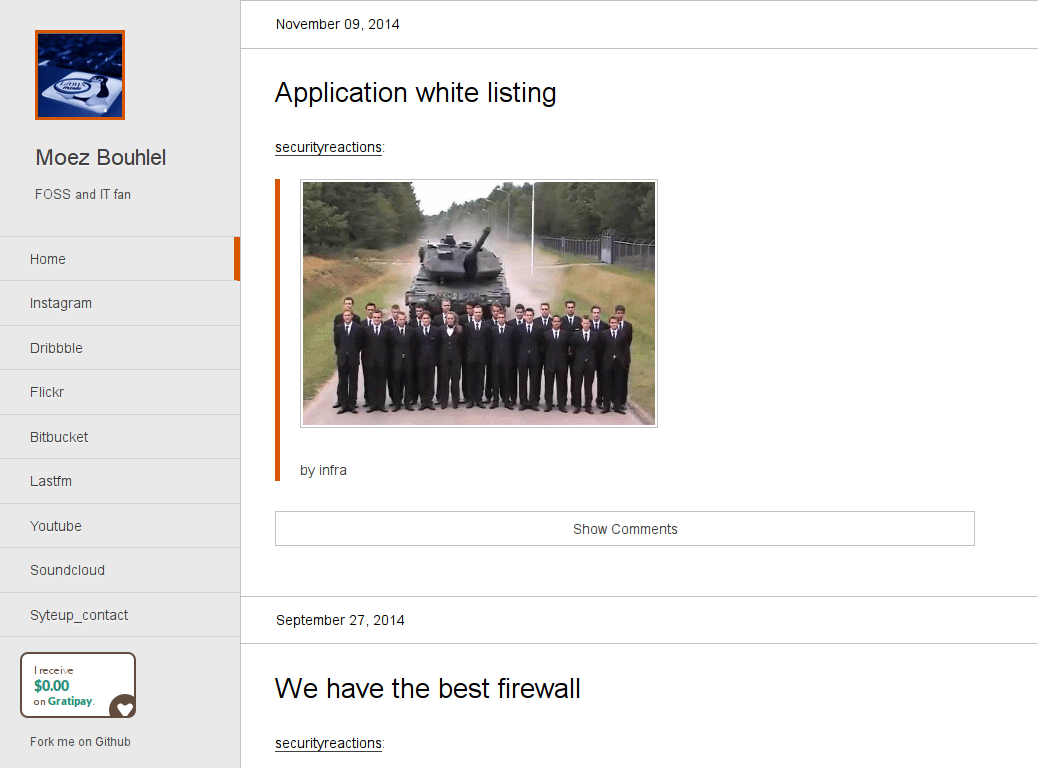 Moez Bouhlel
FOSS and IT fan
Home
Instagram
Dribbble
Flickr
Bitbucket
Lastfm
Youtube
Soundcloud
Syteup_contact
I receive
$0.00
on Gratipay.
Fork me on Github
November 09, 2014
Application white listing
securityreactions:
by infra
Show Comments
September 27, 2014
We have the best firewall
securityreactions: